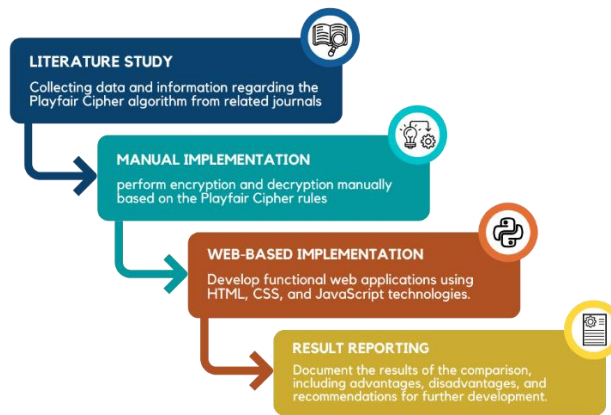 LITERATURE STUDY
Collecting data and information regarding the
Playfair Cipher algorithm from related journals
MANUAL IMPLEMENTATION
perform encryption and decryption manually
based on the Playfair Cipher rules
WEB-BASED IMPLEMENTATION
Develop functional web applications using
HTML, CSS, and JavaScript technologies.
RESULT REPORTING
Document the results of the comparison,
including advantages, disadvantages, and
recommendations for further development.